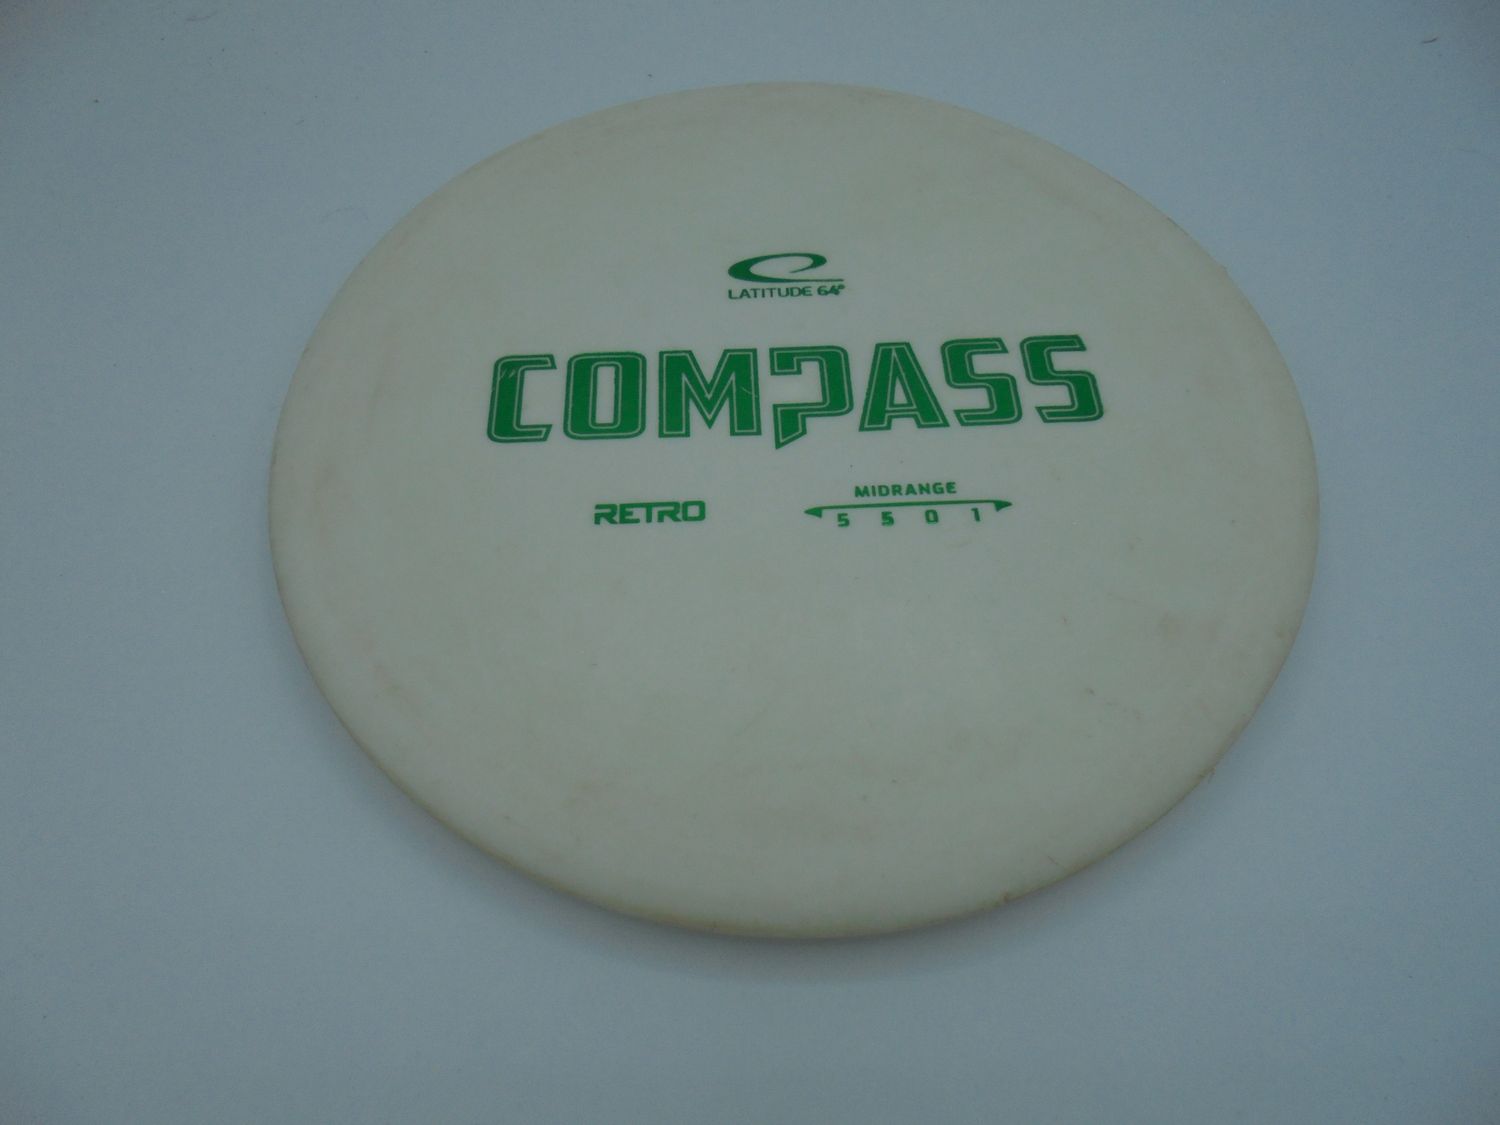 LATITUDE 64°
COMPASS
RETRO
MIDRANGE
5 5 0 1